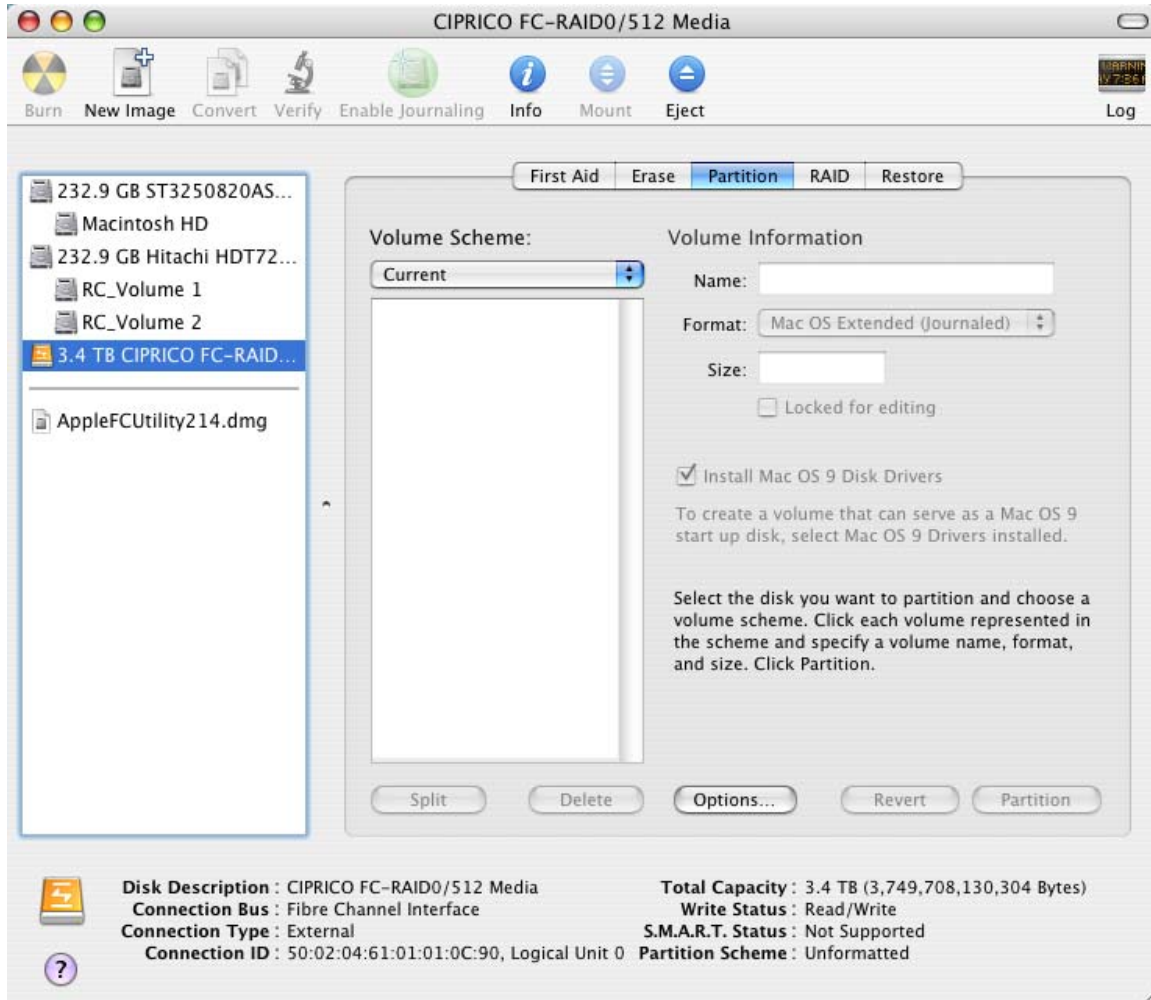 CIPRICO FC-RAID0/512 Media
Burn New Image Convert Verify Enable Journaling Info Mount Eject Log
232.9 GB ST3250820AS...
Macintosh HD
232.9 GB Hitachi HDT72...
RC_Volume 1
RC_Volume 2
3.4 TB CIPRICO FC-RAID...
AppleFCUtility214.dmg
First Aid Erase Partition RAID Restore
Volume Scheme:
Current
Volume Information
Name:
Format: Mac OS Extended (Journaled)
Size:
Locked for editing
Install Mac OS 9 Disk Drivers
To create a volume that can serve as a Mac OS 9
start up disk, select Mac OS 9 Drivers installed.
Select the disk you want to partition and choose a
volume scheme. Click each volume represented in
the scheme and specify a volume name, format,
and size. Click Partition.
Split Delete Options... Revert Partition
Disk Description : CIPRICO FC-RAID0/512 Media
Connection Bus : Fibre Channel Interface
Connection Type : External
Connection ID : 50:02:04:61:01:01:0C:90, Logical Unit 0
Total Capacity : 3.4 TB (3,749,708,130,304 Bytes)
Write Status : Read/Write
S.M.A.R.T. Status : Not Supported
Partition Scheme : Unformatted
?